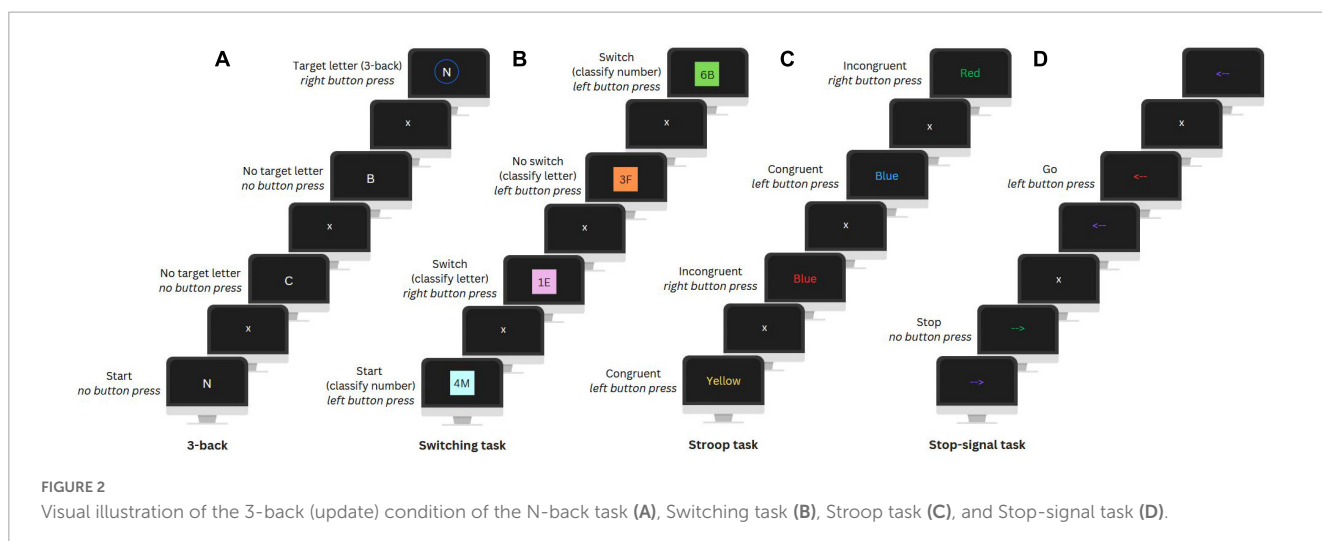 A
Target letter (3-back)
right button press
N
x
No target letter
no button press
B
x
No target letter
no button press
C
x
Start
no button press
N
3-back
B
Switch
(classify number)
left button press
6B
x
No switch
(classify letter)
left button press
3F
x
Switch
(classify letter)
right button press
1E
x
Start
(classify number)
left button press
4M
Switching task
C
Incongruent
right button press
Red
x
Congruent
left button press
Blue
x
Incongruent
right button press
Blue
x
Congruent
left button press
Yellow
Stroop task
D
<--
x
Go
left button press
<--
<--
x
Stop
no button press
-->
-->
Stop-signal task
FIGURE 2
Visual illustration of the 3-back (update) condition of the N-back task (A), Switching task (B), Stroop task (C), and Stop-signal task (D).